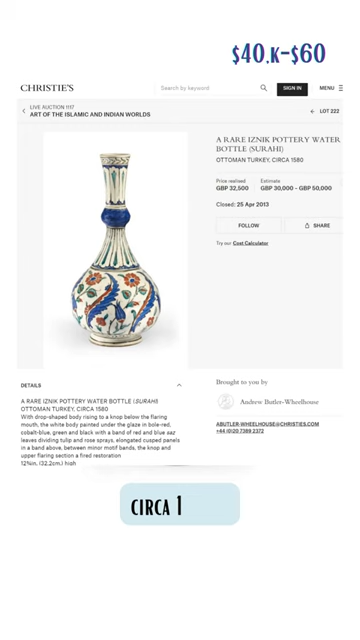 $40.K-$60
CHRISTIE'S
Search by keyword
SIGN IN
MENU
LIVE AUCTION 1117
ART OF THE ISLAMIC AND INDIAN WORLDS
LOT 222
A RARE IZNIK POTTERY WATER
BOTTLE (SURAHI)
OTTOMAN TURKEY, CIRCA 1580
Price realised
GBP 32,500
Estimate
GBP 30,000 - GBP 50,000
Closed: 25 Apr 2013
FOLLOW
SHARE
Try our Cost Calculator
DETAILS
A RARE IZNIK POTTERY WATER BOTTLE (SURAHI)
OTTOMAN TURKEY, CIRCA 1580
With drop-shaped body rising to a knop below the flaring
mouth, the white body painted under the glaze in bole-red,
cobalt-blue, green and black with a band of red and blue saz
leaves dividing tulip and rose sprays, elongated cusped panels
in a band above, between minor motif bands, the knop and
upper flaring section a fired restoration
(32.2cm.) high
Brought to you by
Andrew Butler-Wheelhouse
ABUTLER-WHEELHOUSE@CHRISTIES.COM
+44 (0)20 7389 2372
CIRCA 1